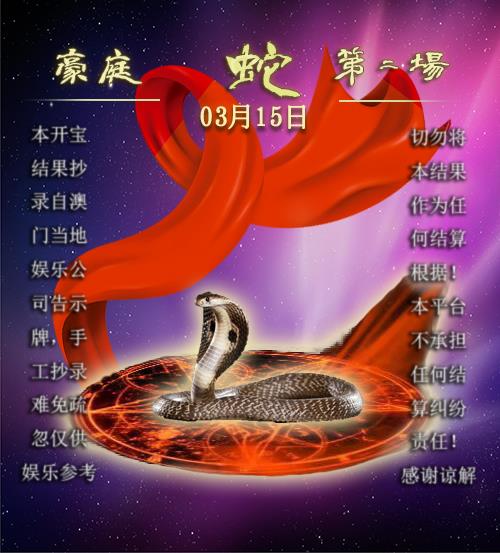 豪庭
蛇
第二場
03月15日
本开宝
结果抄
录自澳
门当地
娱乐公
司告示
牌，手
工抄录
难免疏
忽仅供
娱乐参考
切勿将
本结果
作为任
何结算
根据！
本平台
不承担
任何结
算纠纷
责任！
感谢谅解